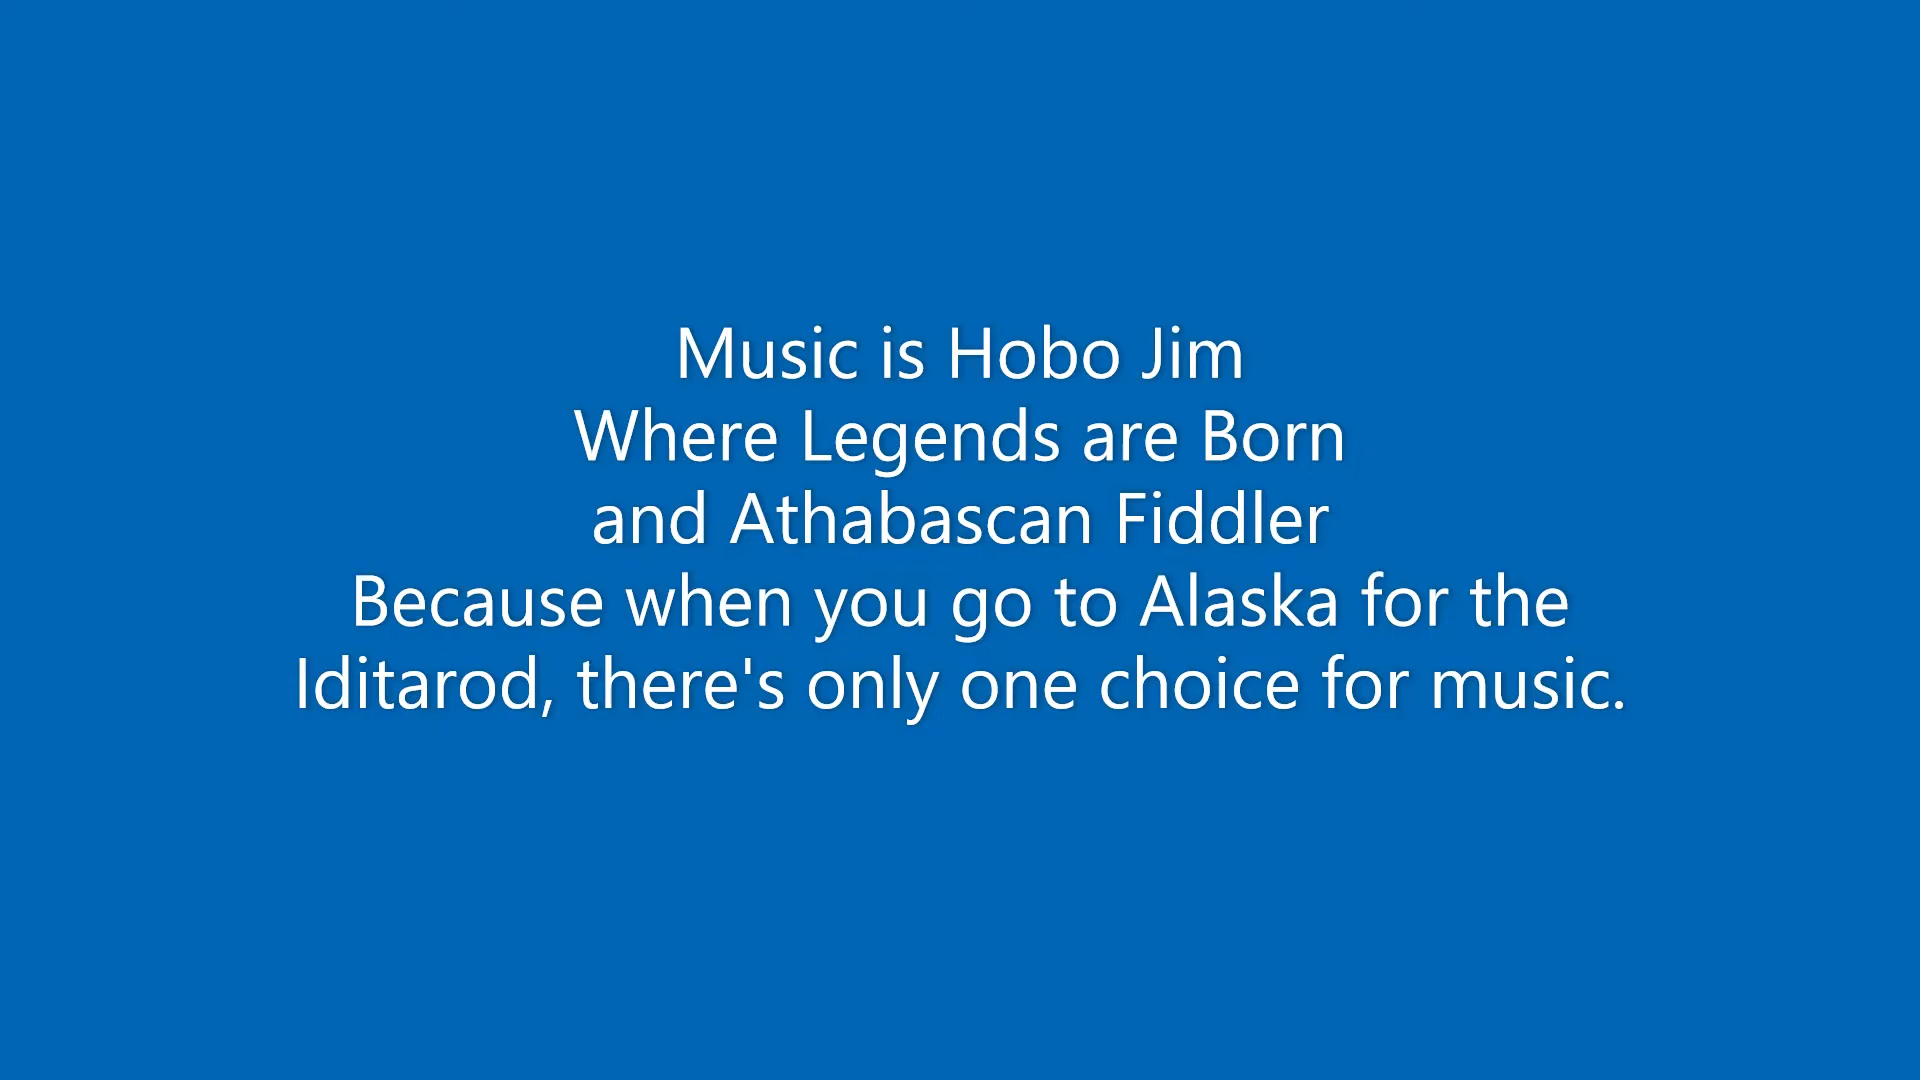 Music is Hobo Jim
Where Legends are Born
and Athabascan Fiddler
Because when you go to Alaska for the
Iditarod, there's only one choice for music.